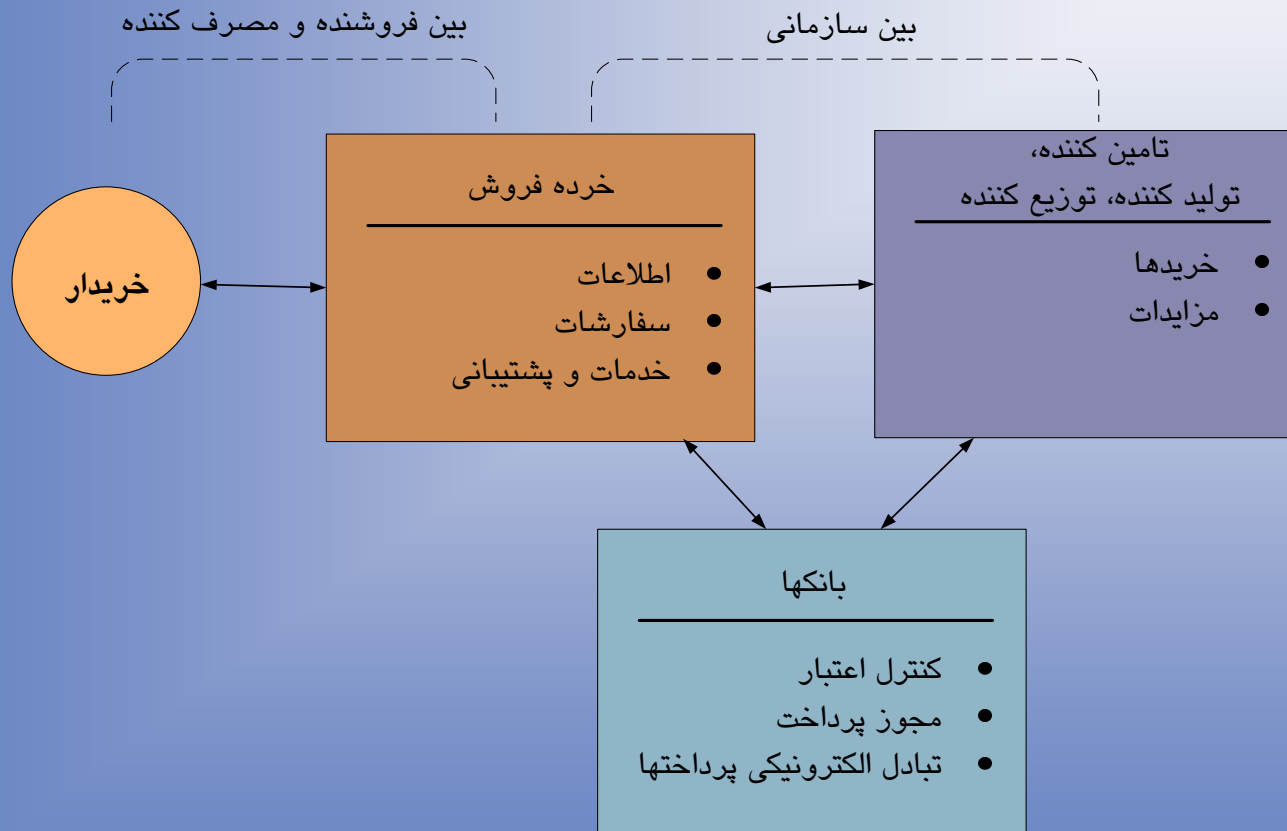 بین سازمانی
بین فروشنده و مصرف کننده
خریدار
خرده فروش
اطلاعات
سفارشات
خدمات و پشتیبانی
تامین کننده،
تولید کننده، توزیع کننده
خریدها
مزایدات
بانکها
کنترل اعتبار
مجوز پرداخت
تبادل الکترونیکی پرداختها